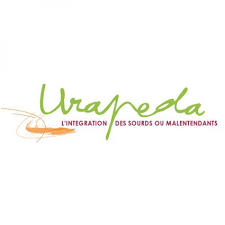 Urapeda
L'INTEGRATION DES SOURDS OU MALENTENDANTS